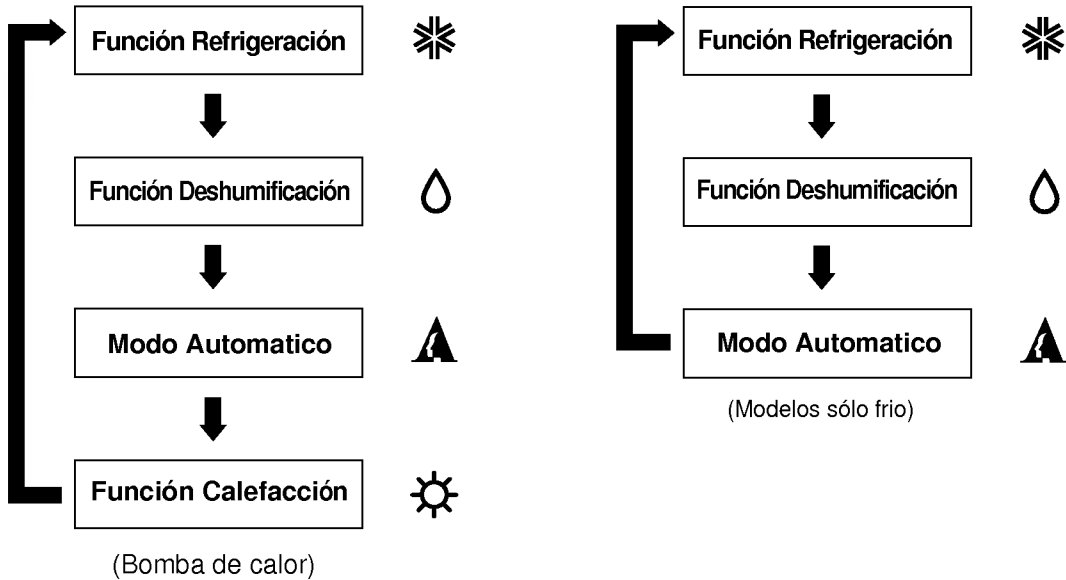 Función Refrigeración
Función Deshumificación
Modo Automatico
Función Calefacción
(Bomba de calor)
Función Refrigeración
Función Deshumificación
Modo Automatico
(Modelos sólo frio)